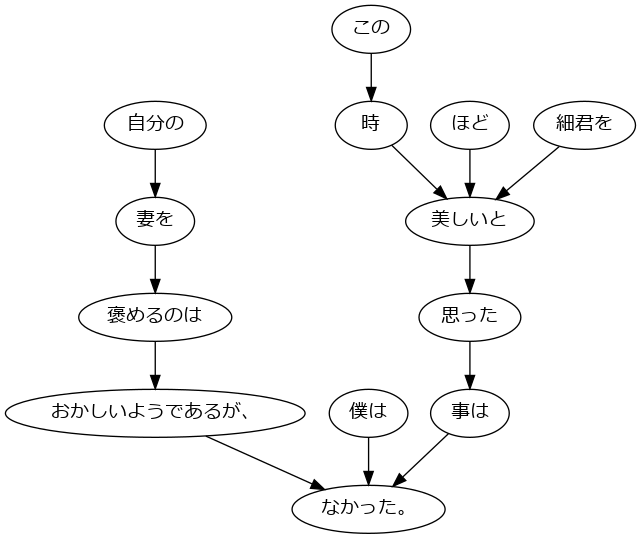 この
自分の
時
ほど
細君を
妻を
美しいと
褒めるのは
思った
おかしいようであるが、
僕は
事は
なかった。